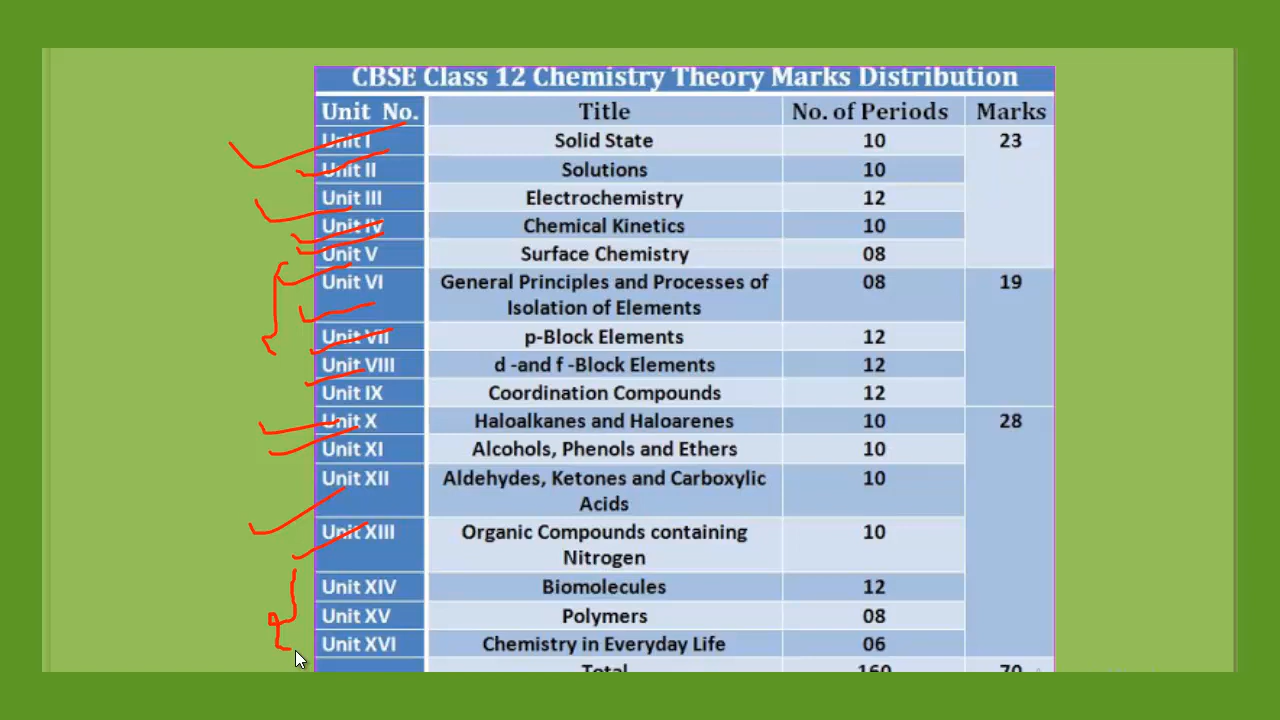 CBSE Class 12 Chemistry Theory Marks Distribution
Unit No. Title No. of Periods Marks
Unit I Solid State 10 23
Unit II Solutions 10
Unit III Electrochemistry 12
Unit IV Chemical Kinetics 10
Unit V Surface Chemistry 08
Unit VI General Principles and Processes of 08 19
Isolation of Elements
Unit VII p-Block Elements 12
Unit VIII d -and f -Block Elements 12
Unit IX Coordination Compounds 12
Unit X Haloalkanes and Haloarenes 10 28
Unit XI Alcohols, Phenols and Ethers 10
Unit XII Aldehydes, Ketones and Carboxylic 10
Acids
Unit XIII Organic Compounds containing 10
Nitrogen
Unit XIV Biomolecules 12
Unit XV Polymers 08
Unit XVI Chemistry in Everyday Life 06
Total 160 70